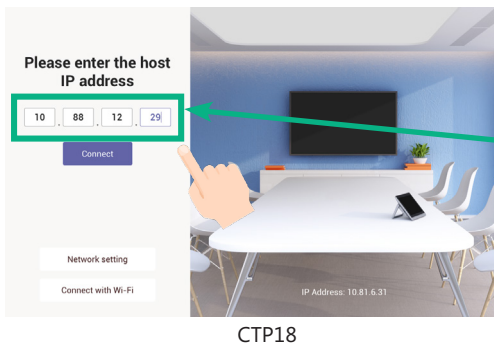 Please enter the host
IP address
10 . 88 . 12 . 29
Connect
Network setting
Connect with Wi-Fi
IP Address: 10.81.6.31
CTP18